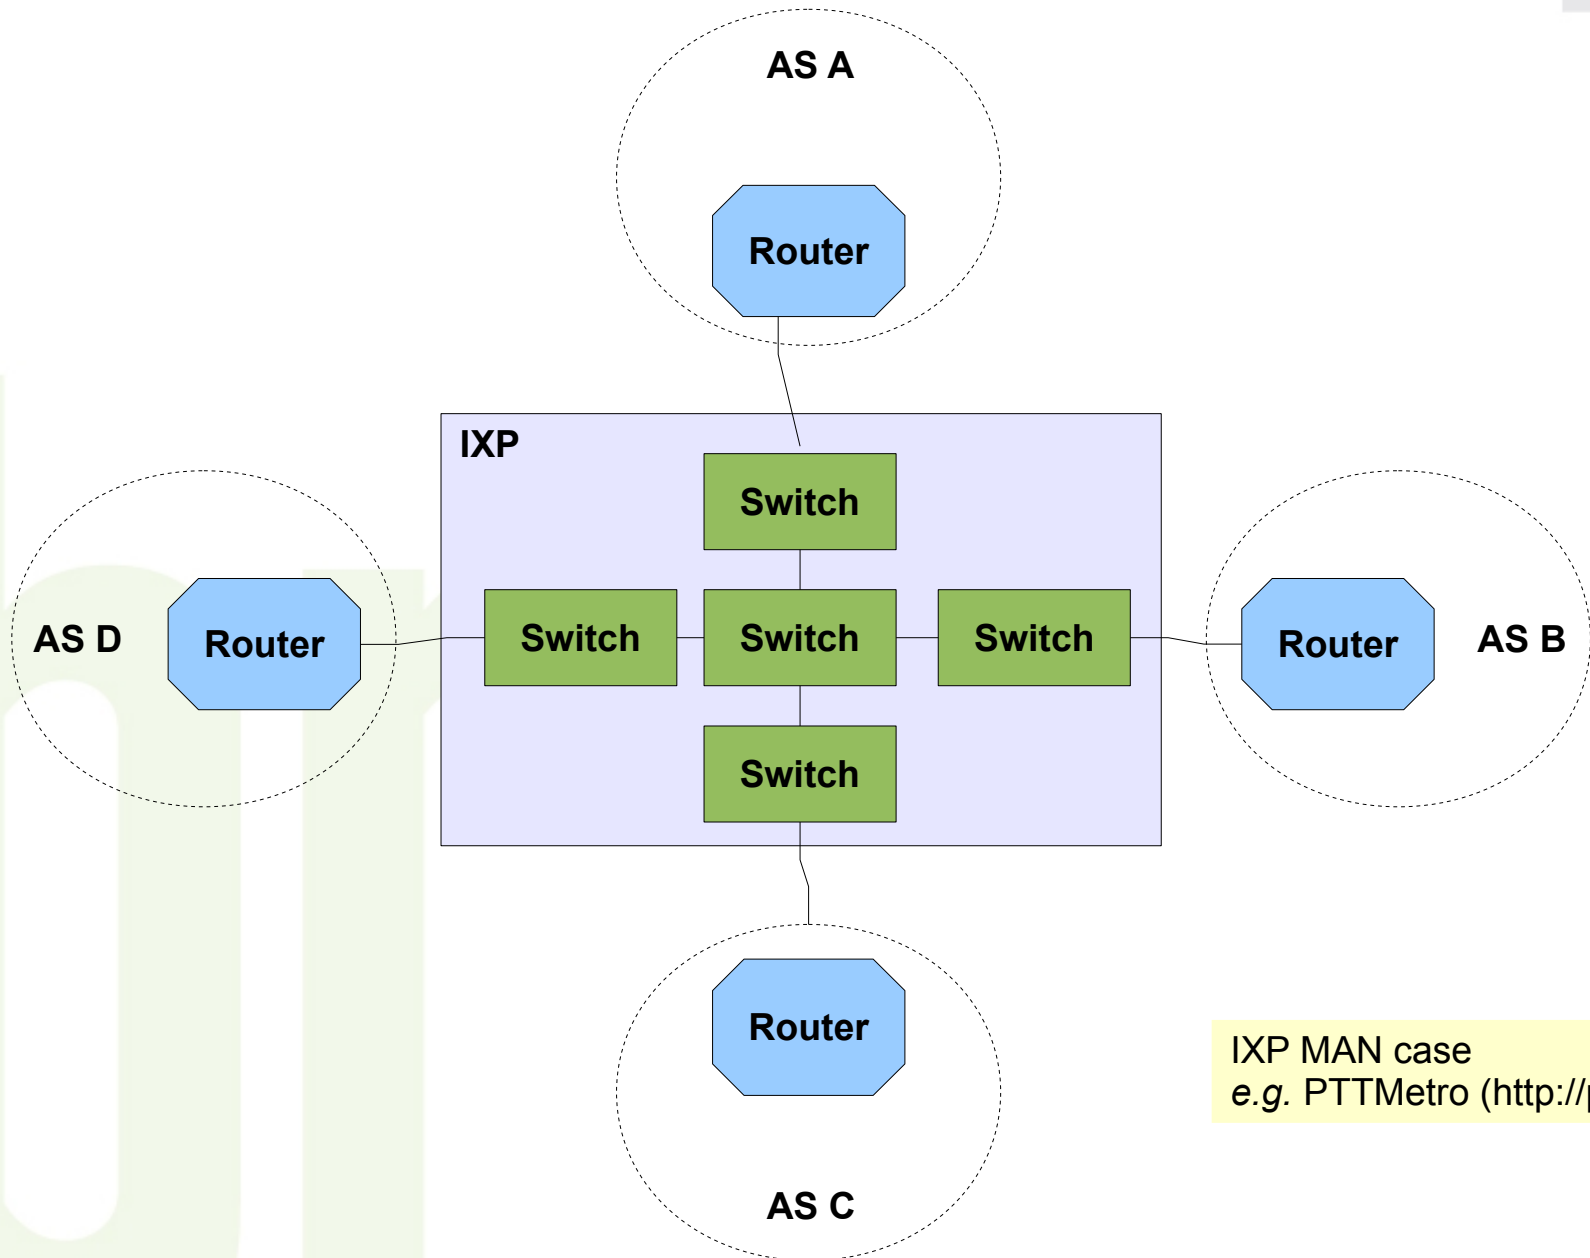 AS A
Router
IXP
Switch
AS D
Router
Switch
Switch
Switch
Router
AS B
Switch
Router
IXP MAN case
e.g. PTTMetro (http://p
AS C